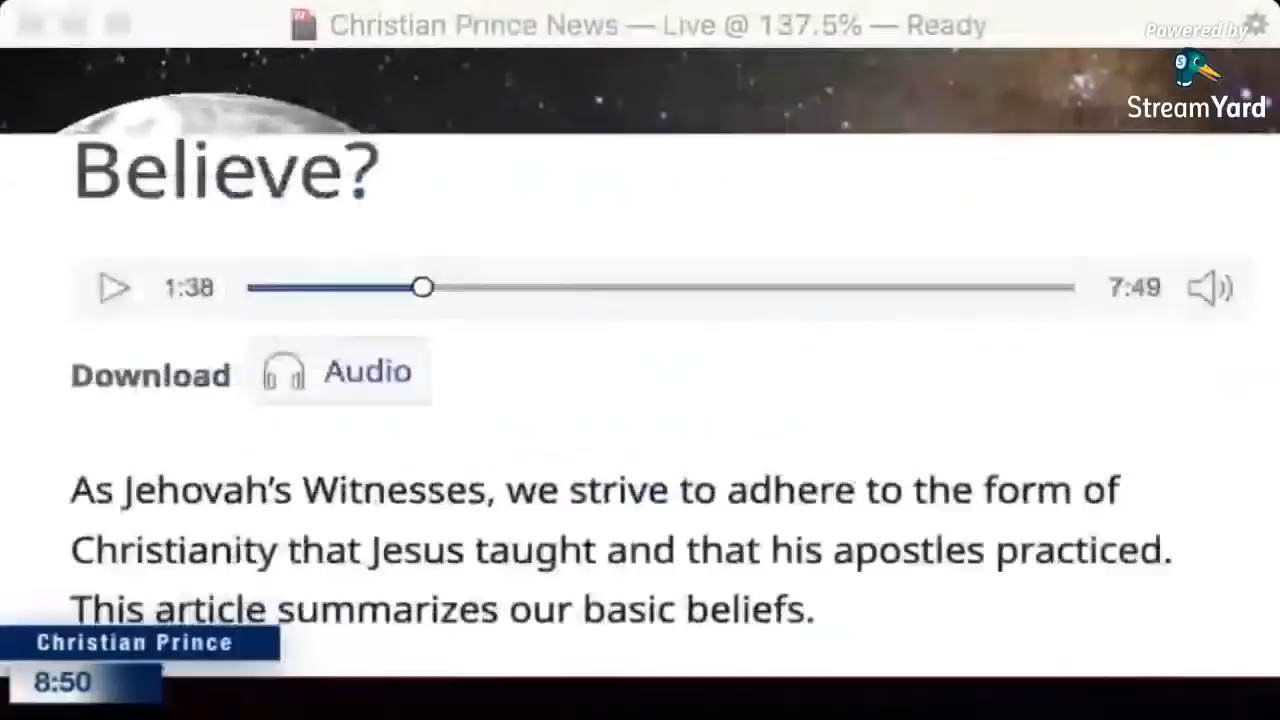 Christian Prince News — Live @ 137.5% — Ready
Powered by
StreamYard
Believe?
1:38
7:49
Download
Audio
As Jehovah's Witnesses, we strive to adhere to the form of
Christianity that Jesus taught and that his apostles practiced.
This article summarizes our basic beliefs.
Christian Prince
8:50